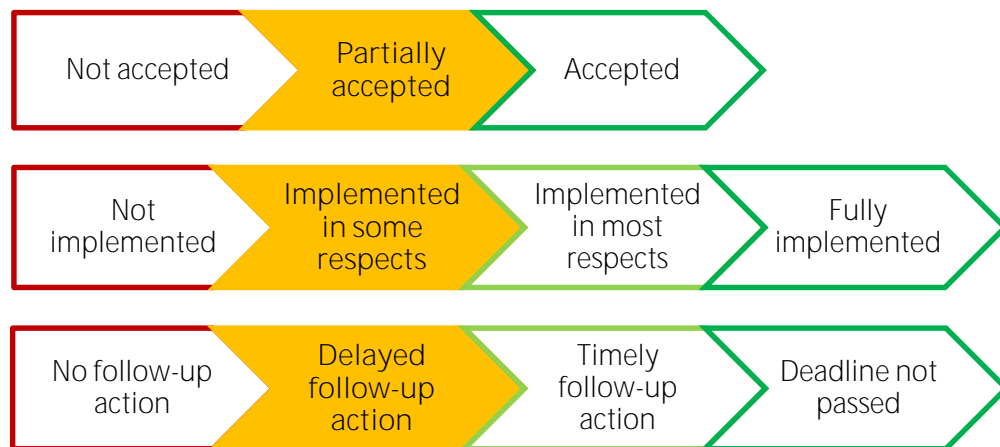 Not accepted
Partially
accepted
Accepted
Not
implemented
Implemented
in some
respects
Implemented
in most
respects
Fully
implemented
No follow-up
action
Delayed
follow-up
action
Timely
follow-up
action
Deadline not
passed